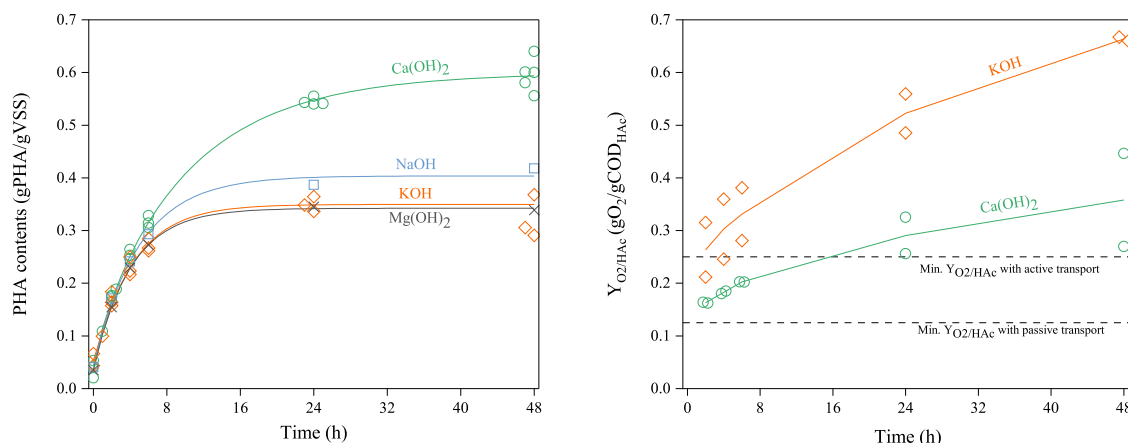 PHA contents (gPHA/gVSS)
0.7
0.6
0.5
0.4
0.3
0.2
0.1
0.0
Ca(OH)2
NaOH
KOH
Mg(OH)2
0 8 16 24 32 40 48
Time (h)
YO2/HAc (gO2/gCODHAc)
0.7
0.6
0.5
0.4
0.3
0.2
0.1
0.0
KOH
Ca(OH)2
Min. YO2/HAc with active transport
Min. YO2/HAc with passive transport
0 8 16 24 32 40 48
Time (h)